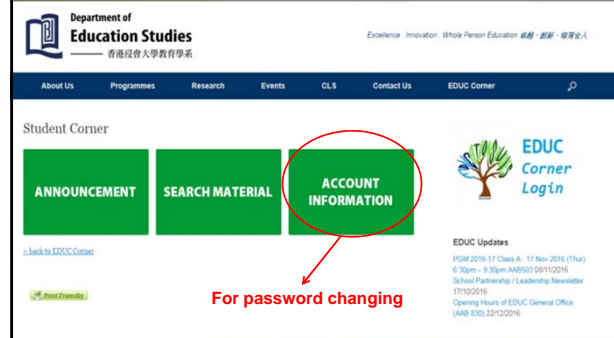 Department of
Education Studies
香港浸會大學教育學系
Excellence . Innovation . Whole Person Education 卓越·創新·培育全人
About Us Programmes Research Events CLS Contact Us EDUC Corner
Student Corner
ANNOUNCEMENT
SEARCH MATERIAL
ACCOUNT
INFORMATION
EDUC
Corner
Login
> back to EDUC Corner
Print Friendly
For password changing
EDUC Updates
PGM 2016-17 Class A : 17 Nov 2016 (Thur)
6:30pm – 9:30pm AAB503 08/11/2016
School Partnership / Leadership Newsletter
17/10/2016
Opening Hours of EDUC General Office
(AAB 830) 22/12/2016